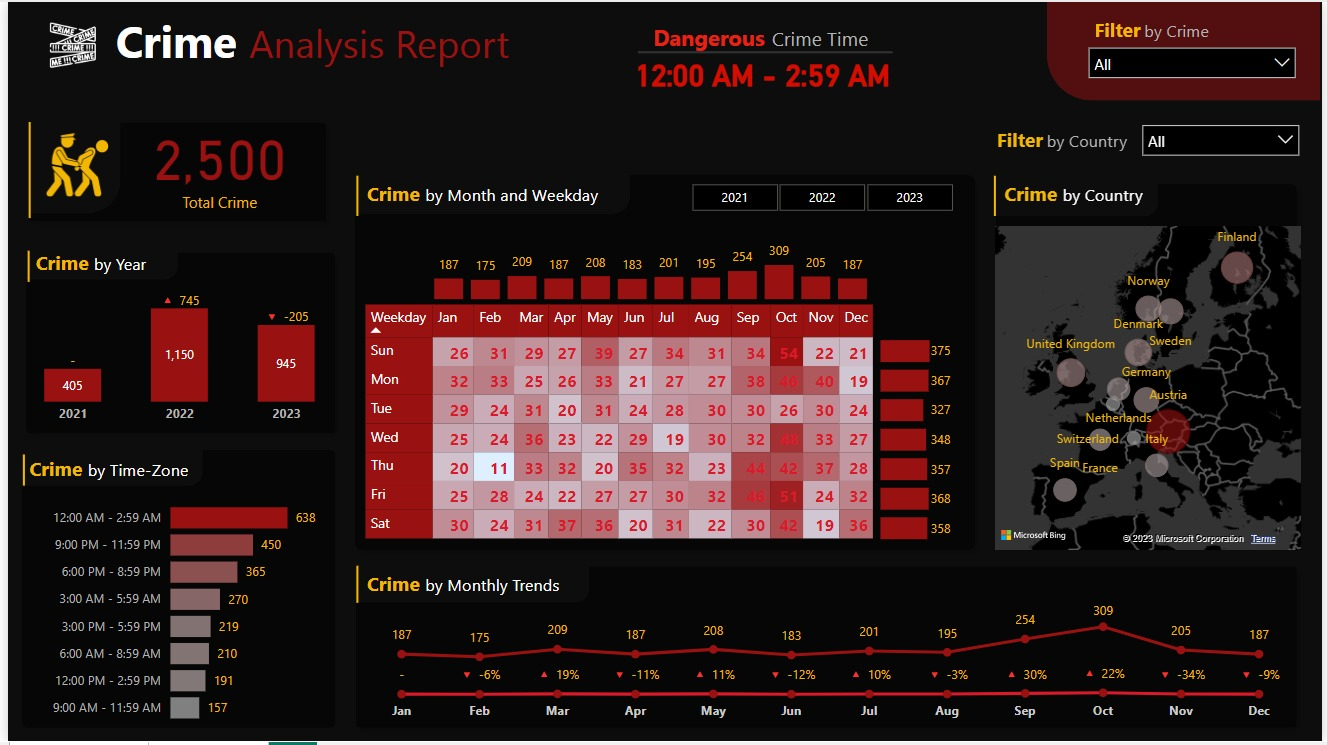 CRIME
CRIME
!!! CRIME
ME !!! CRIME
Crime Analysis Report
Dangerous Crime Time
12:00 AM - 2:59 AM
Filter by Crime
All
Filter by Country
All
2,500
Total Crime
Crime by Year
745
-205
-
1,150
945
405
2021 2022 2023
Crime by Time-Zone
12:00 AM - 2:59 AM 638
9:00 PM - 11:59 PM 450
6:00 PM - 8:59 PM 365
3:00 AM - 5:59 AM 270
3:00 PM - 5:59 PM 219
6:00 AM - 8:59 AM 210
12:00 PM - 2:59 PM 191
9:00 AM - 11:59 AM 157
Crime by Month and Weekday
2021 2022 2023
187 175 209 187 208 183 201 195 254 309 205 187
Weekday Jan Feb Mar Apr May Jun Jul Aug Sep Oct Nov Dec
Sun 26 31 29 27 39 27 34 31 34 54 22 21 375
Mon 32 33 25 26 33 21 27 27 38 40 19 367
Tue 29 24 31 20 31 24 28 30 30 26 30 24 327
Wed 25 24 36 23 22 29 19 30 32 33 27 348
Thu 20 11 33 32 20 35 32 23 44 42 37 28 357
Fri 25 28 24 22 27 27 30 32 46 51 24 32 368
Sat 30 24 31 37 36 20 31 22 30 42 19 36 358
Crime by Country
Finland
Norway
Denmark
Sweden
United Kingdom
Germany
Austria
Netherlands
Switzerland
Italy
Spain
France
Microsoft Bing
© 2023 Microsoft Corporation Terms
Crime by Monthly Trends
187 175 209 187 208 183 201 195 254 309 205 187
- -6% 19% -11% 11% -12% 10% -3% 30% 22% -34% -9%
Jan Feb Mar Apr May Jun Jul Aug Sep Oct Nov Dec